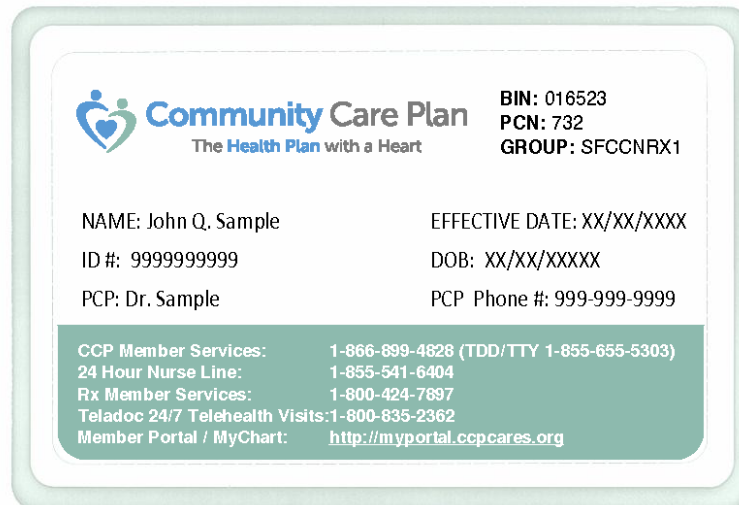 Community Care Plan
The Health Plan with a Heart
BIN: 016523
PCN: 732
GROUP: SFCCNRX1
NAME: John Q. Sample
EFFECTIVE DATE: XX/XX/XXXX
ID #: 9999999999
DOB: XX/XX/XXXXX
PCP: Dr. Sample
PCP Phone #: 999-999-9999
CCP Member Services: 1-866-899-4828 (TDD/TTY 1-855-655-5303)
24 Hour Nurse Line: 1-855-541-6404
Rx Member Services: 1-800-424-7897
Teladoc 24/7 Telehealth Visits:1-800-835-2362
Member Portal / MyChart: http://myportal.ccpcares.org